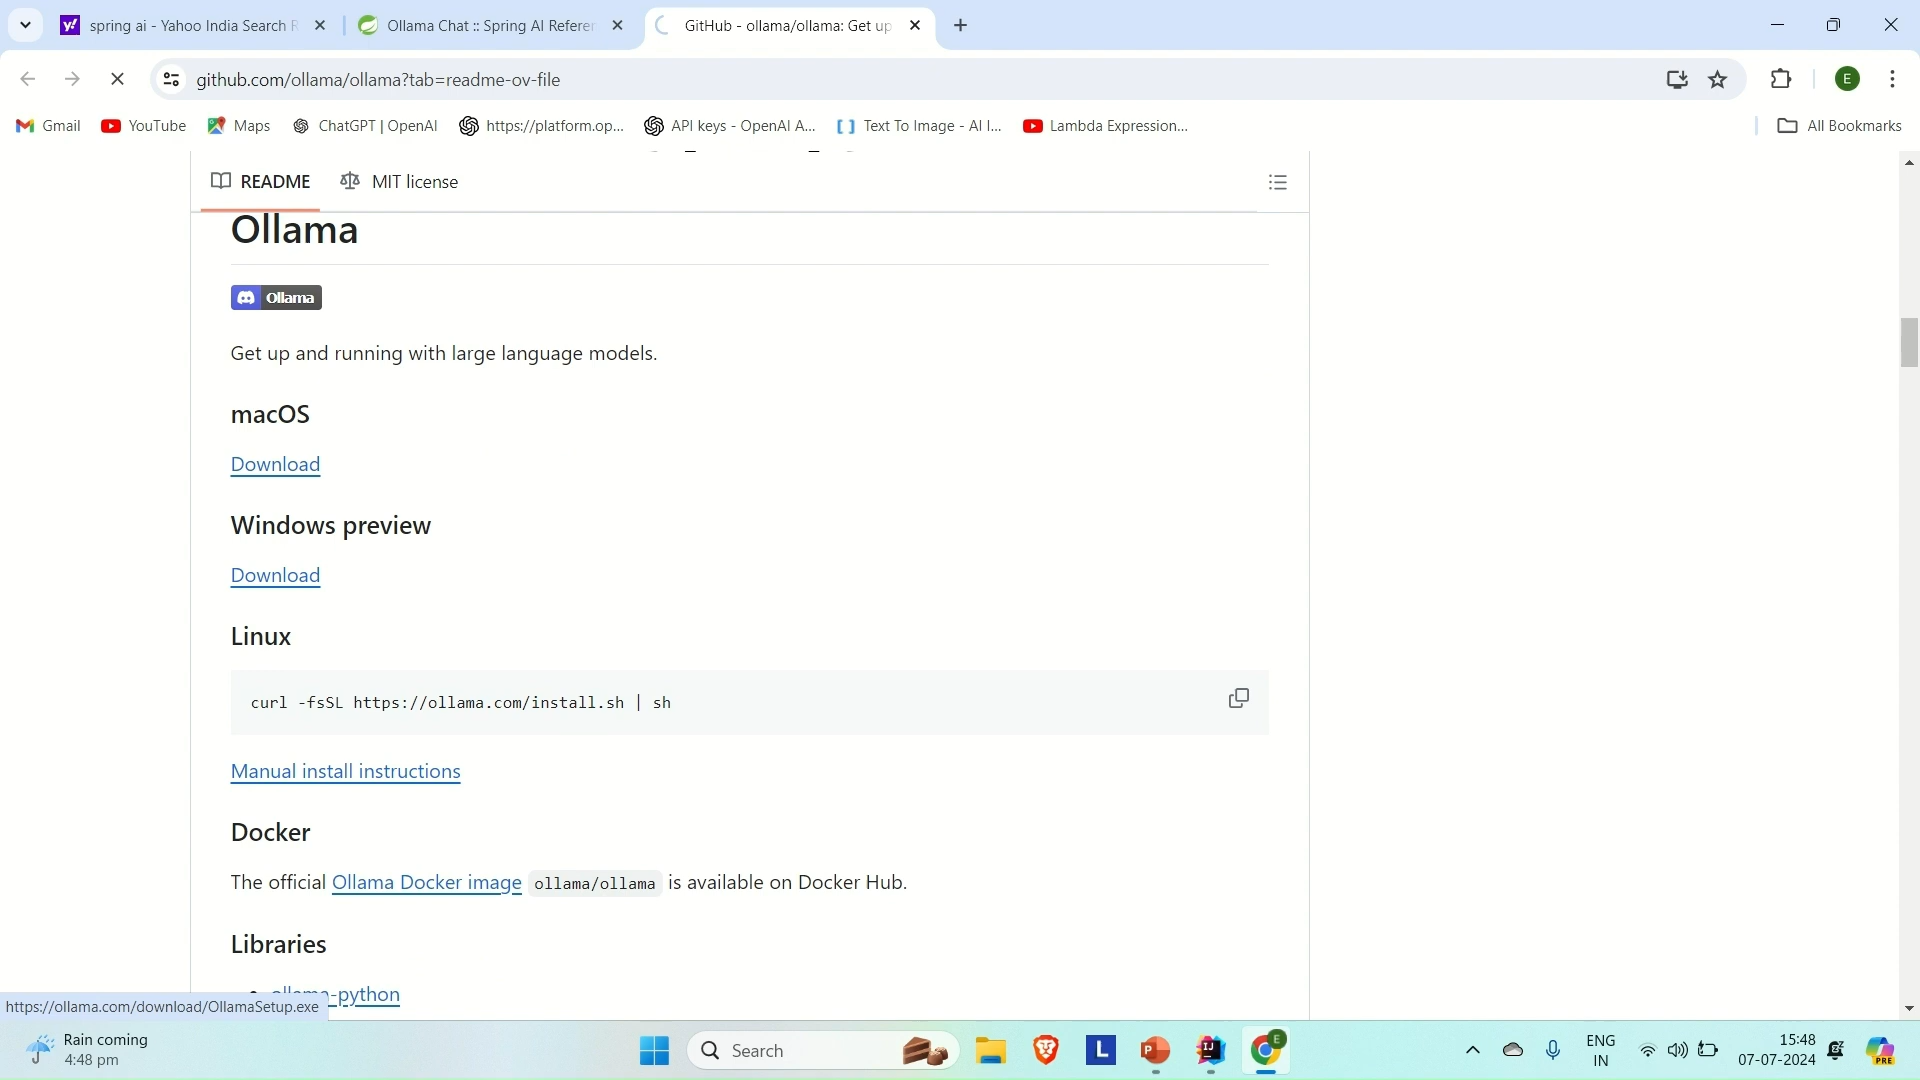 spring ai - Yahoo India Search R
Ollama Chat :: Spring AI Referen
GitHub - ollama/ollama: Get up
github.com/ollama/ollama?tab=readme-ov-file
E
Gmail
YouTube
Maps
ChatGPT | OpenAI
https://platform.op...
API keys - OpenAI A...
Text To Image - AI I...
Lambda Expression...
All Bookmarks
README
MIT license
Ollama
Ollama
Get up and running with large language models.
macOS
Download
Windows preview
Download
Linux
curl -fsSL https://ollama.com/install.sh | sh
Manual install instructions
Docker
The official Ollama Docker image ollama/ollama is available on Docker Hub.
Libraries
ollama-python
https://ollama.com/download/OllamaSetup.exe
Rain coming
4:48 pm
Search
L
P
IJ
E
ENG
IN
15:48
07-07-2024
PRE